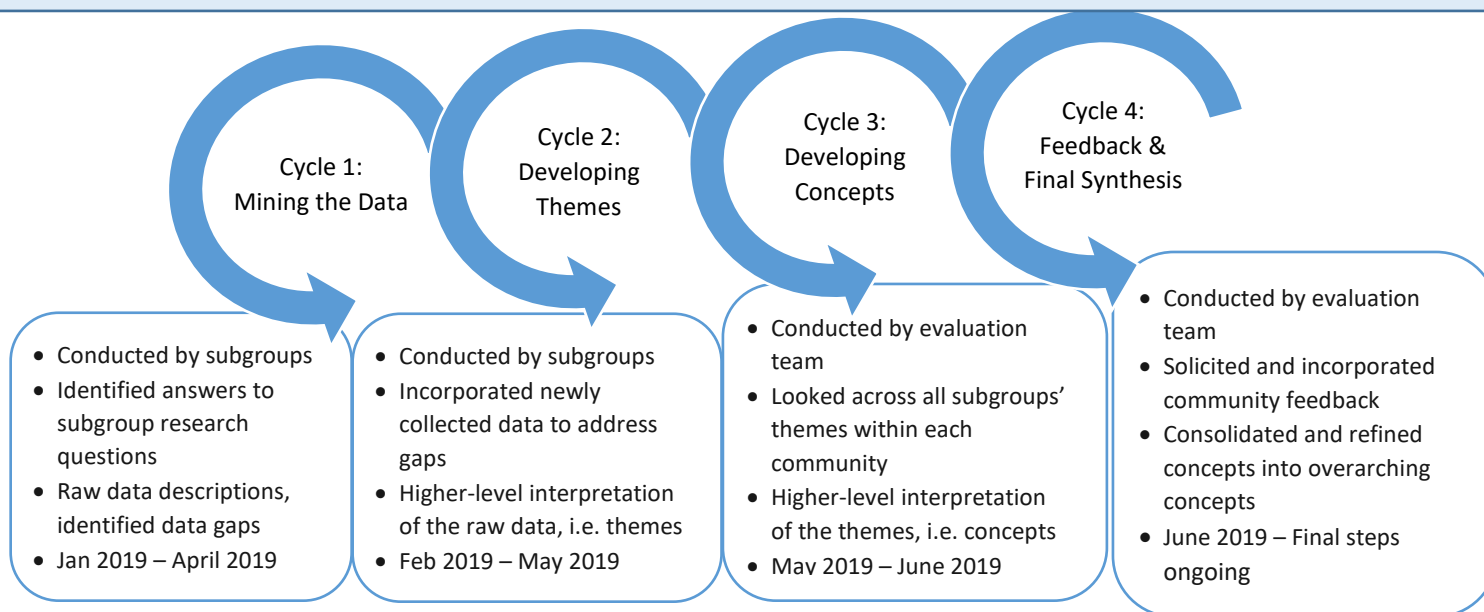 Cycle 1:
Mining the Data
Cycle 2:
Developing
Themes
Cycle 3:
Developing
Concepts
Cycle 4:
Feedback &
Final Synthesis
• Conducted by subgroups
• Identified answers to
subgroup research
questions
• Raw data descriptions,
identified data gaps
• Jan 2019 – April 2019
• Conducted by subgroups
• Incorporated newly
collected data to address
gaps
• Higher-level interpretation
of the raw data, i.e. themes
• Feb 2019 – May 2019
• Conducted by evaluation
team
• Looked across all subgroups’
themes within each
community
• Higher-level interpretation
of the themes, i.e. concepts
• May 2019 – June 2019
• Conducted by evaluation
team
• Solicited and incorporated
community feedback
• Consolidated and refined
concepts into overarching
concepts
• June 2019 – Final steps
ongoing